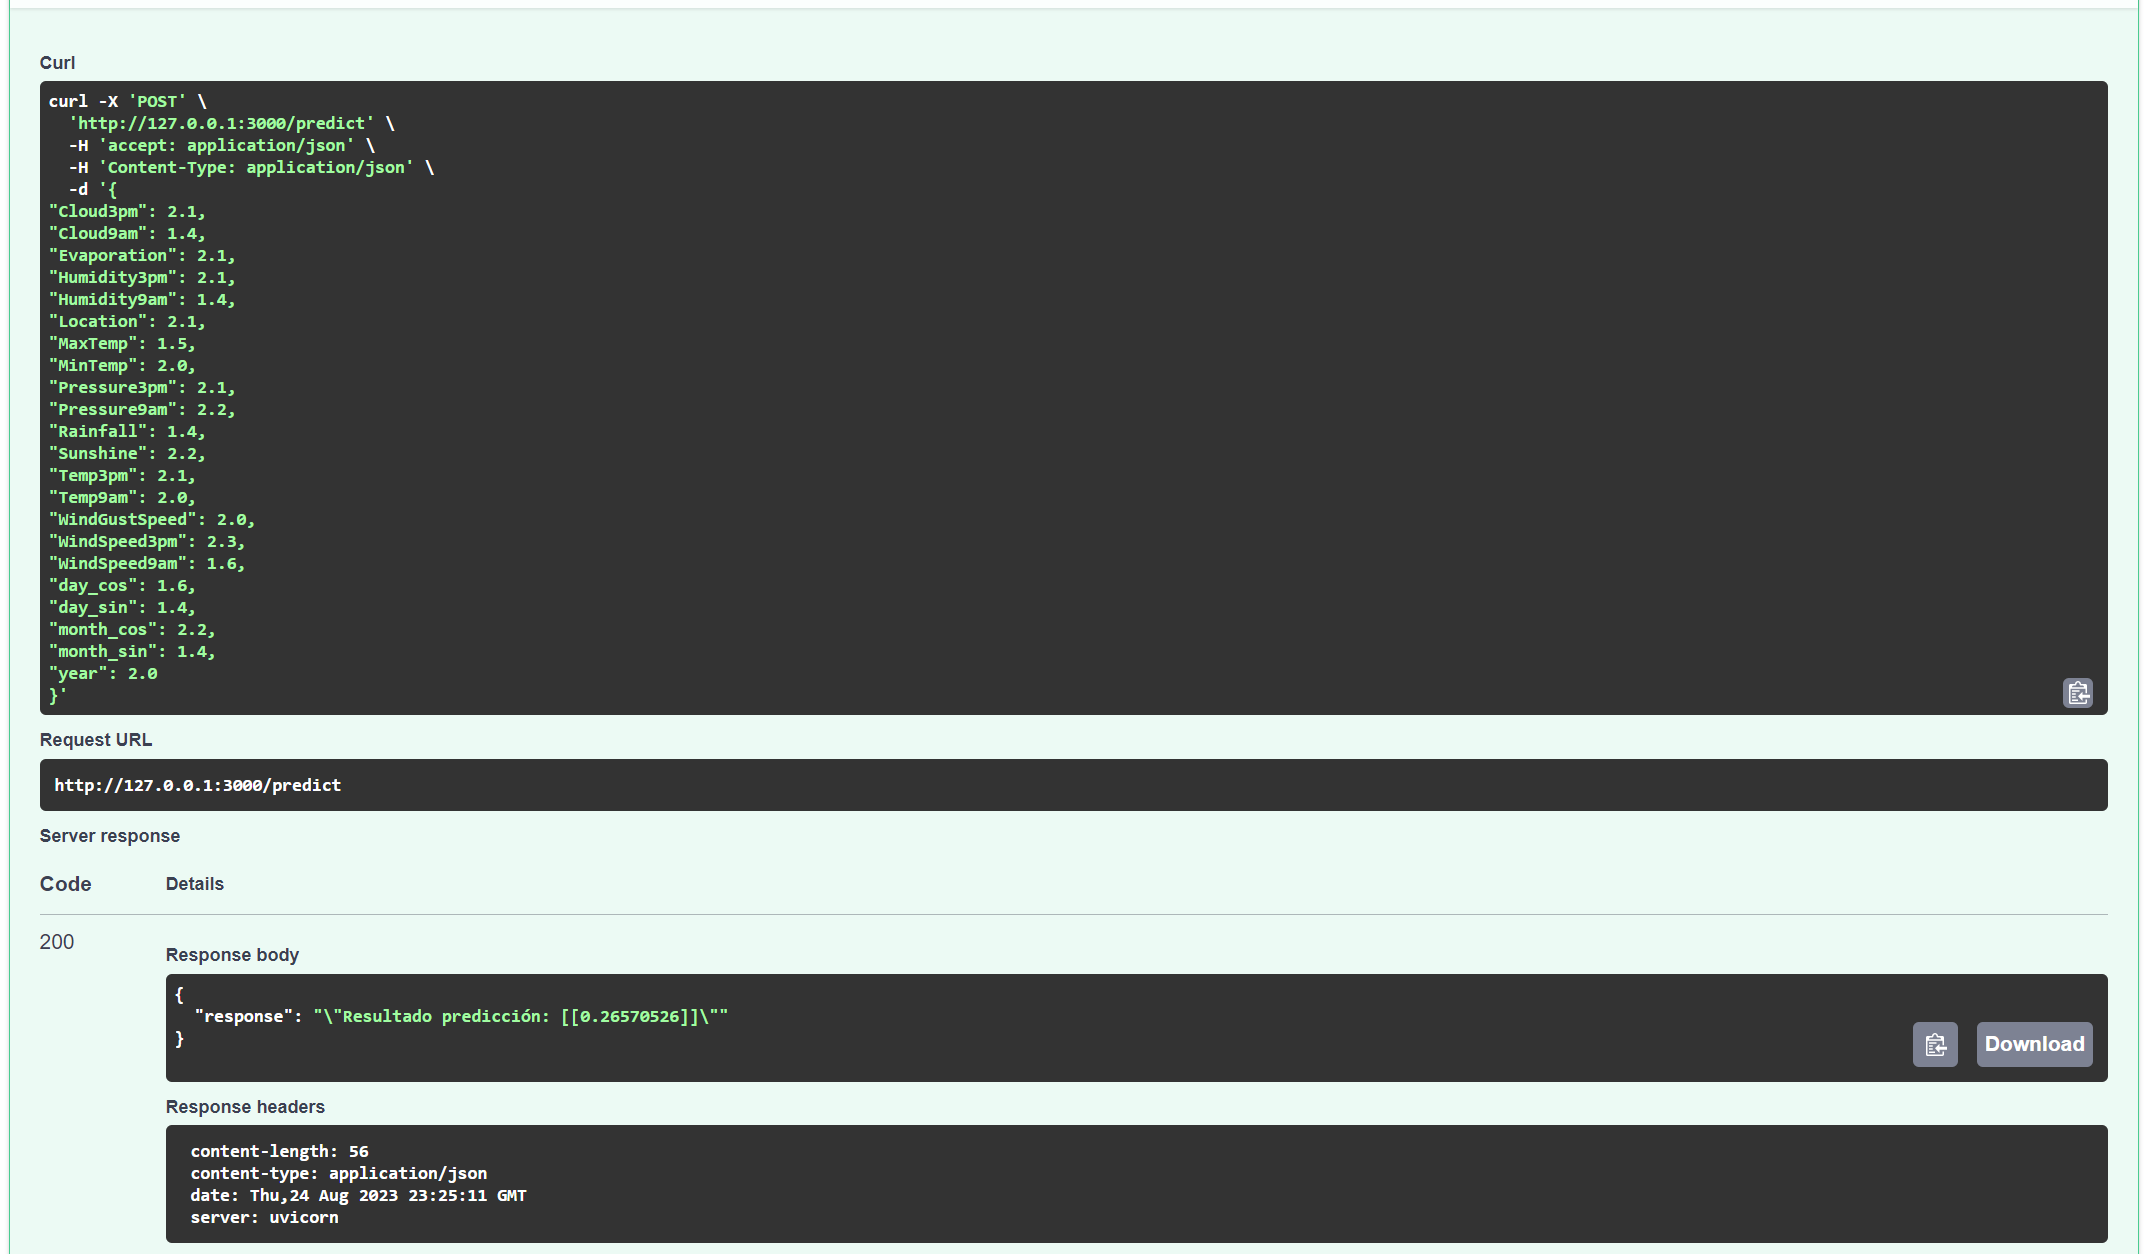 Curl
curl -X 'POST' \
  'http://127.0.0.1:3000/predict' \
  -H 'accept: application/json' \
  -H 'Content-Type: application/json' \
  -d '{
"Cloud3pm": 2.1,
"Cloud9am": 1.4,
"Evaporation": 2.1,
"Humidity3pm": 2.1,
"Humidity9am": 1.4,
"Location": 2.1,
"MaxTemp": 1.5,
"MinTemp": 2.0,
"Pressure3pm": 2.1,
"Pressure9am": 2.2,
"Rainfall": 1.4,
"Sunshine": 2.2,
"Temp3pm": 2.1,
"Temp9am": 2.0,
"WindGustSpeed": 2.0,
"WindSpeed3pm": 2.3,
"WindSpeed9am": 1.6,
"day_cos": 1.6,
"day_sin": 1.4,
"month_cos": 2.2,
"month_sin": 1.4,
"year": 2.0
}'
Request URL
http://127.0.0.1:3000/predict
Server response
Code Details
200
Response body
{
  "response": "\"Resultado predicción: [[0.26570526]]\""
}
Download
Response headers
content-length: 56
content-type: application/json
date: Thu,24 Aug 2023 23:25:11 GMT
server: uvicorn